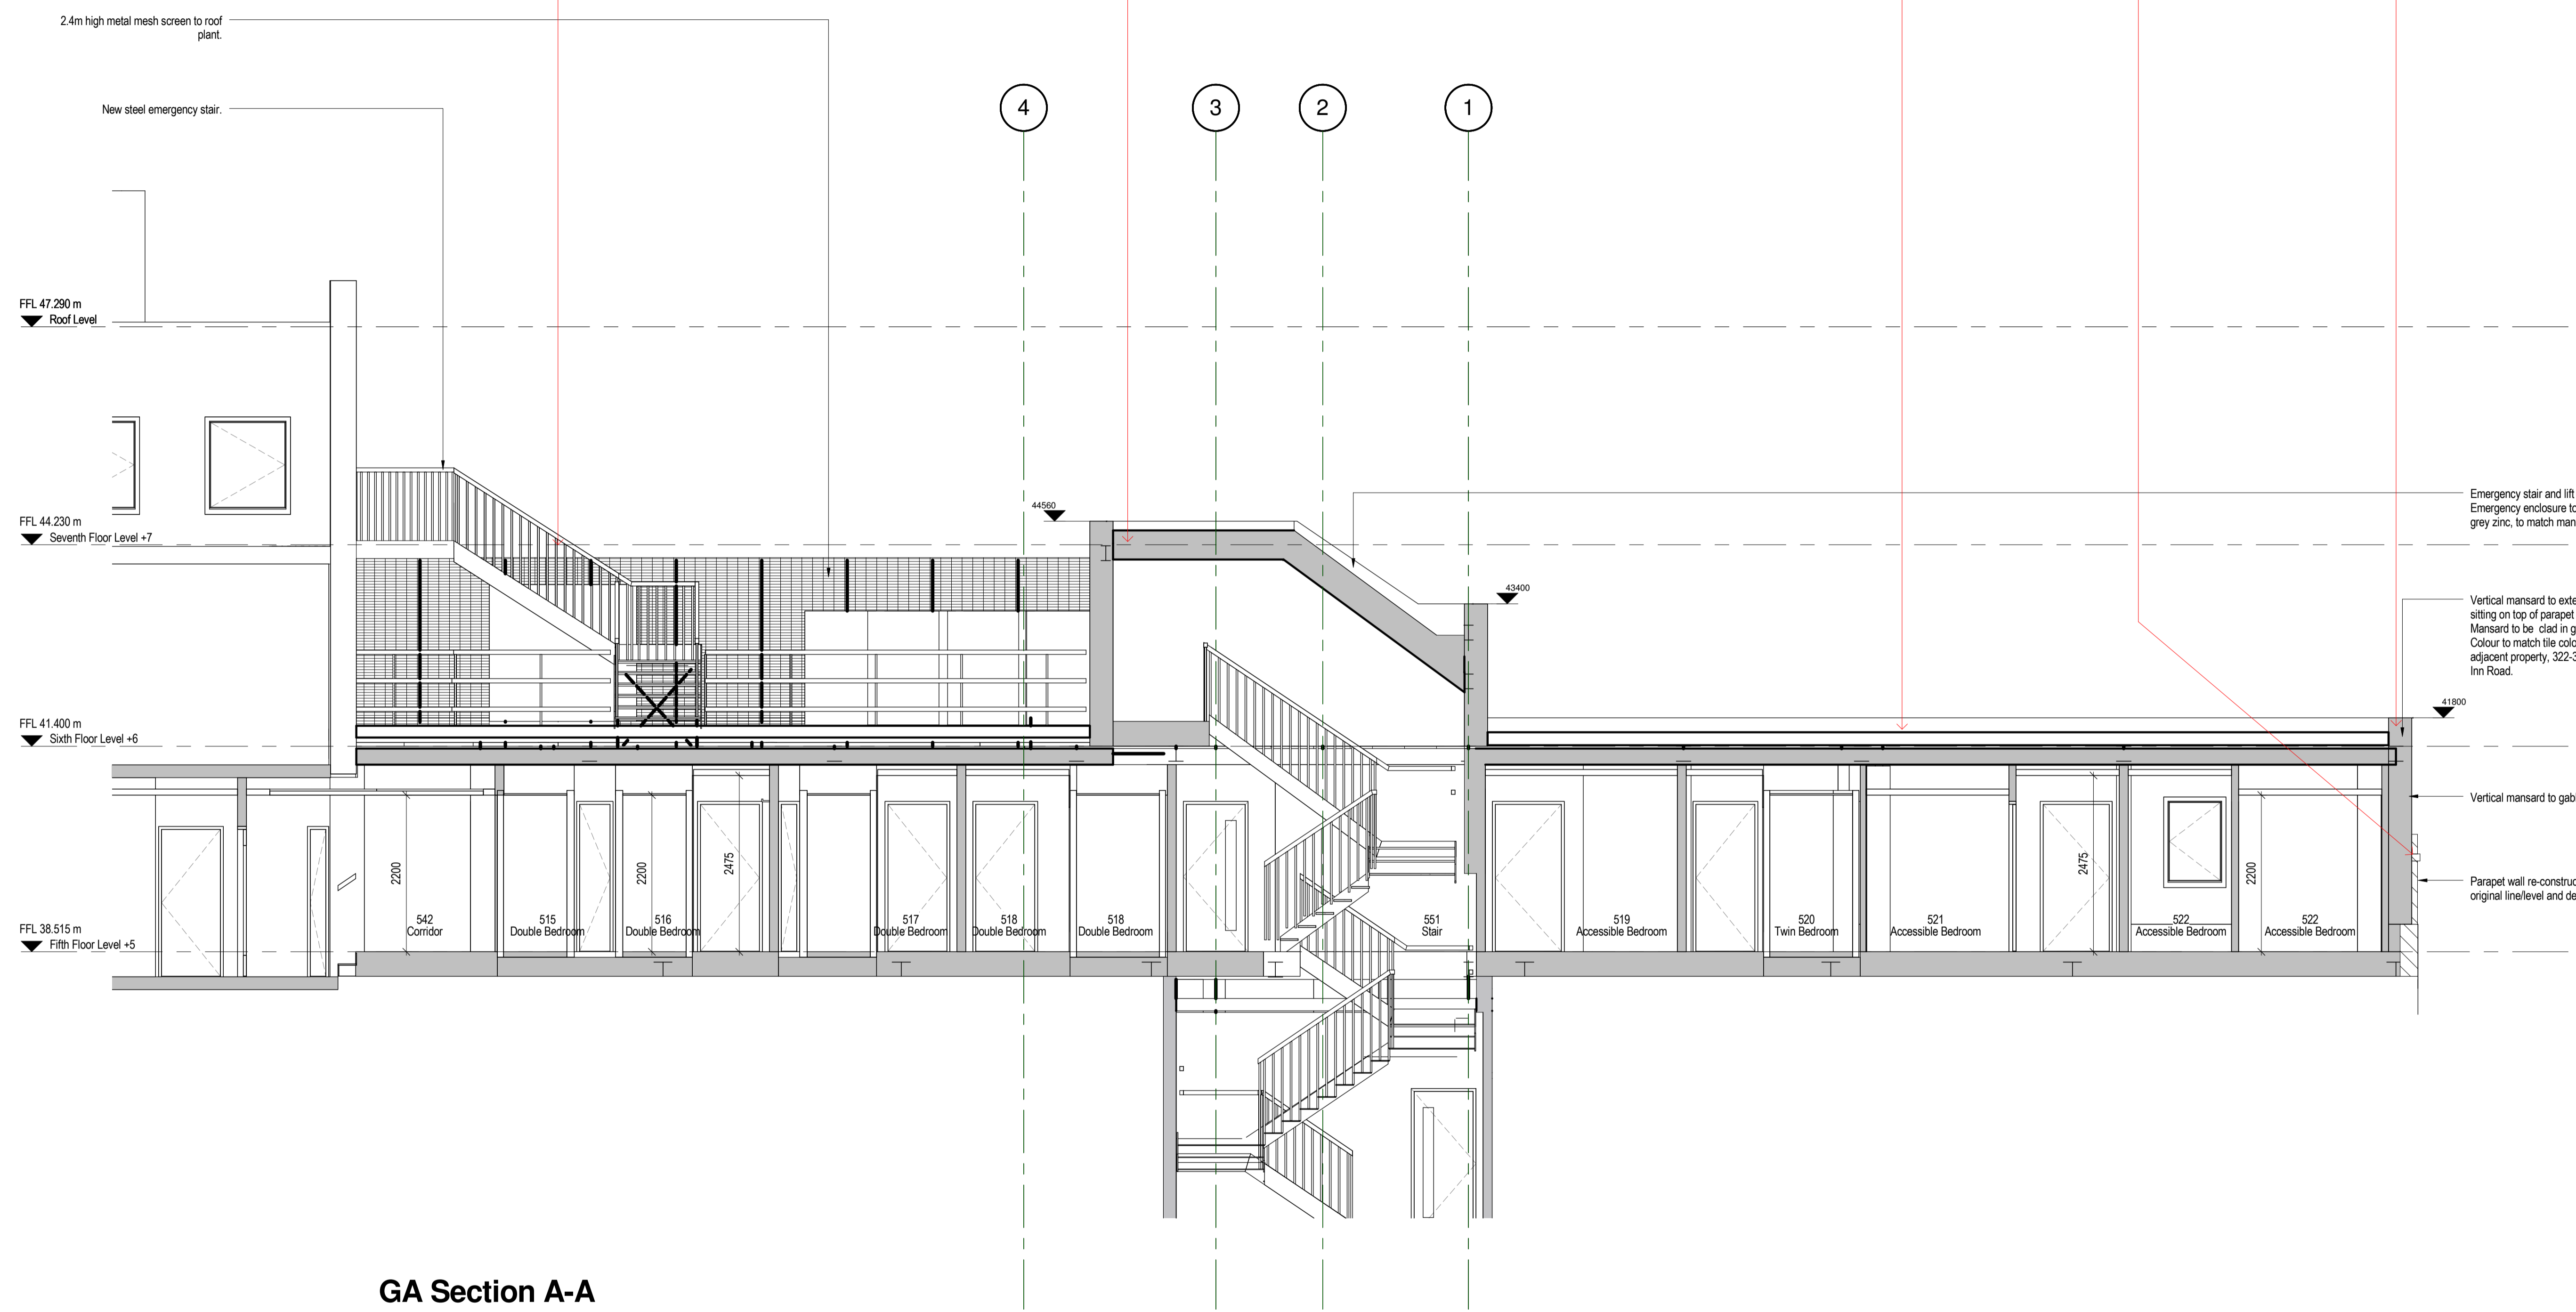 2.4m high metal mesh screen to roof
plant.
New steel emergency stair.
4
3
2
1
FFL 47.290 m
Roof Level
FFL 44.230 m
Seventh Floor Level +7
FFL 41.400 m
Sixth Floor Level +6
FFL 38.515 m
Fifth Floor Level +5
44560
43400
41800
Emergency stair and lift
Emergency enclosure to
grey zinc, to match man
Vertical mansard to exte
sitting on top of parapet
Mansard to be clad in g
Colour to match tile colo
adjacent property, 322-3
Inn Road.
Vertical mansard to gab
Parapet wall re-construc
original line/level and de
2200
2200
2475
2475
2200
542
Corridor
515
Double Bedroom
516
Double Bedroom
517
Double Bedroom
518
Double Bedroom
518
Double Bedroom
551
Stair
519
Accessible Bedroom
520
Twin Bedroom
521
Accessible Bedroom
522
Accessible Bedroom
522
Accessible Bedroom
GA Section A-A